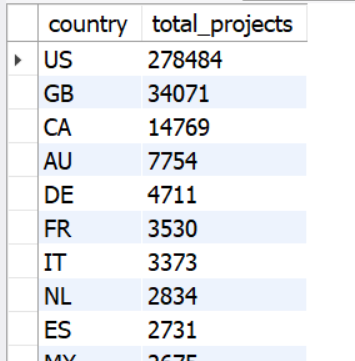 country total_projects
US 278484
GB 34071
CA 14769
AU 7754
DE 4711
FR 3530
IT 3373
NL 2834
ES 2731